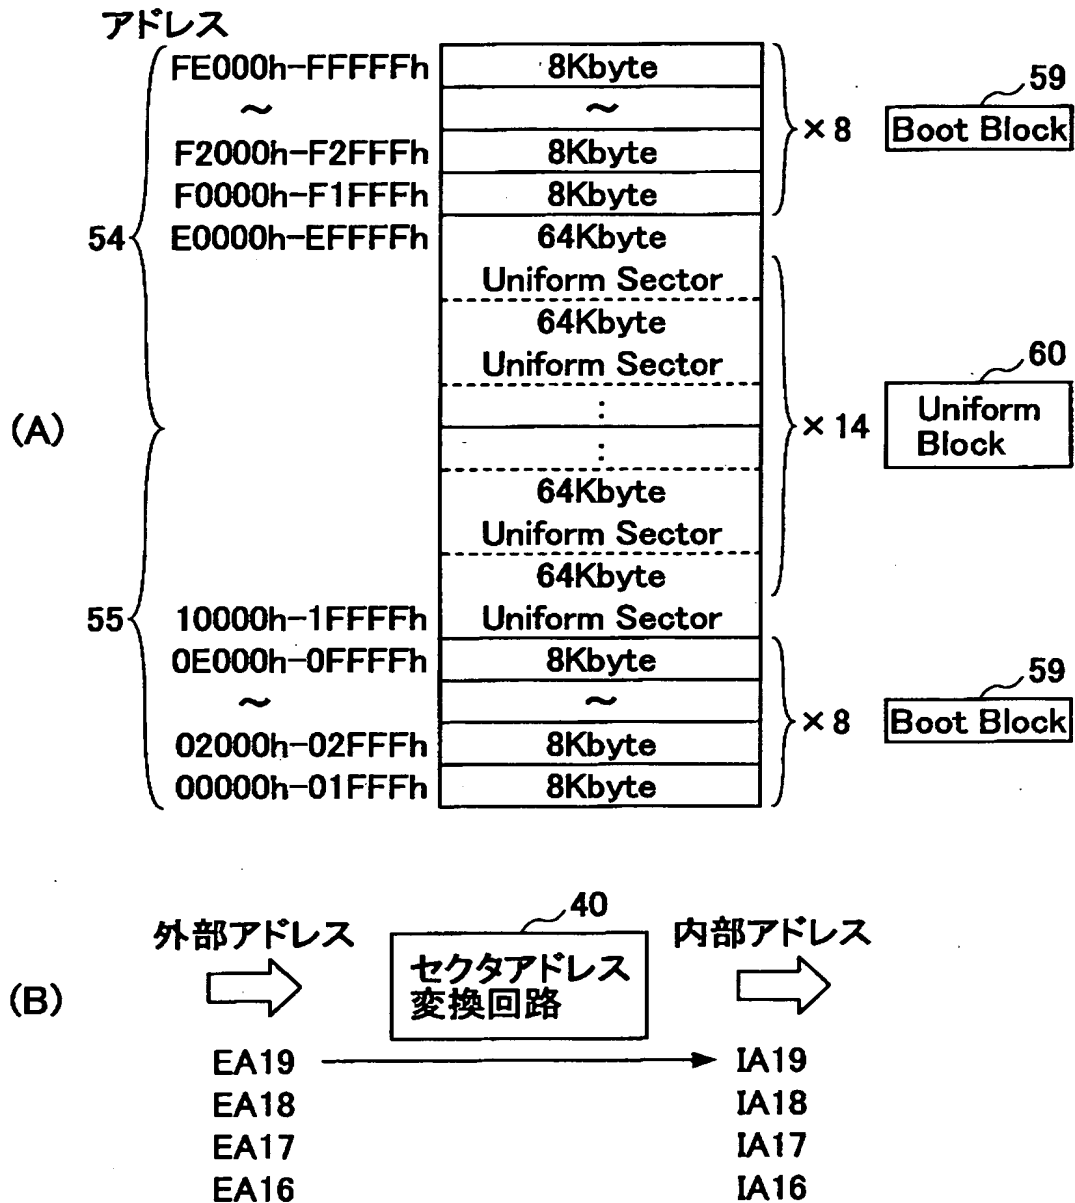 アドレス
FE000h-FFFFFh 8Kbyte
~ ~
F2000h-F2FFFh 8Kbyte
F0000h-F1FFFh 8Kbyte
×8
59
Boot Block
54
E0000h-EFFFFh 64Kbyte
Uniform Sector
64Kbyte
Uniform Sector
:
:
64Kbyte
Uniform Sector
64Kbyte
10000h-1FFFFh Uniform Sector
×14
60
Uniform
Block
(A)
55
0E000h-0FFFFh 8Kbyte
~ ~
02000h-02FFFh 8Kbyte
00000h-01FFFh 8Kbyte
×8
59
Boot Block
(B)
外部アドレス
40
セクタアドレス
変換回路
内部アドレス
EA19 IA19
EA18 IA18
EA17 IA17
EA16 IA16